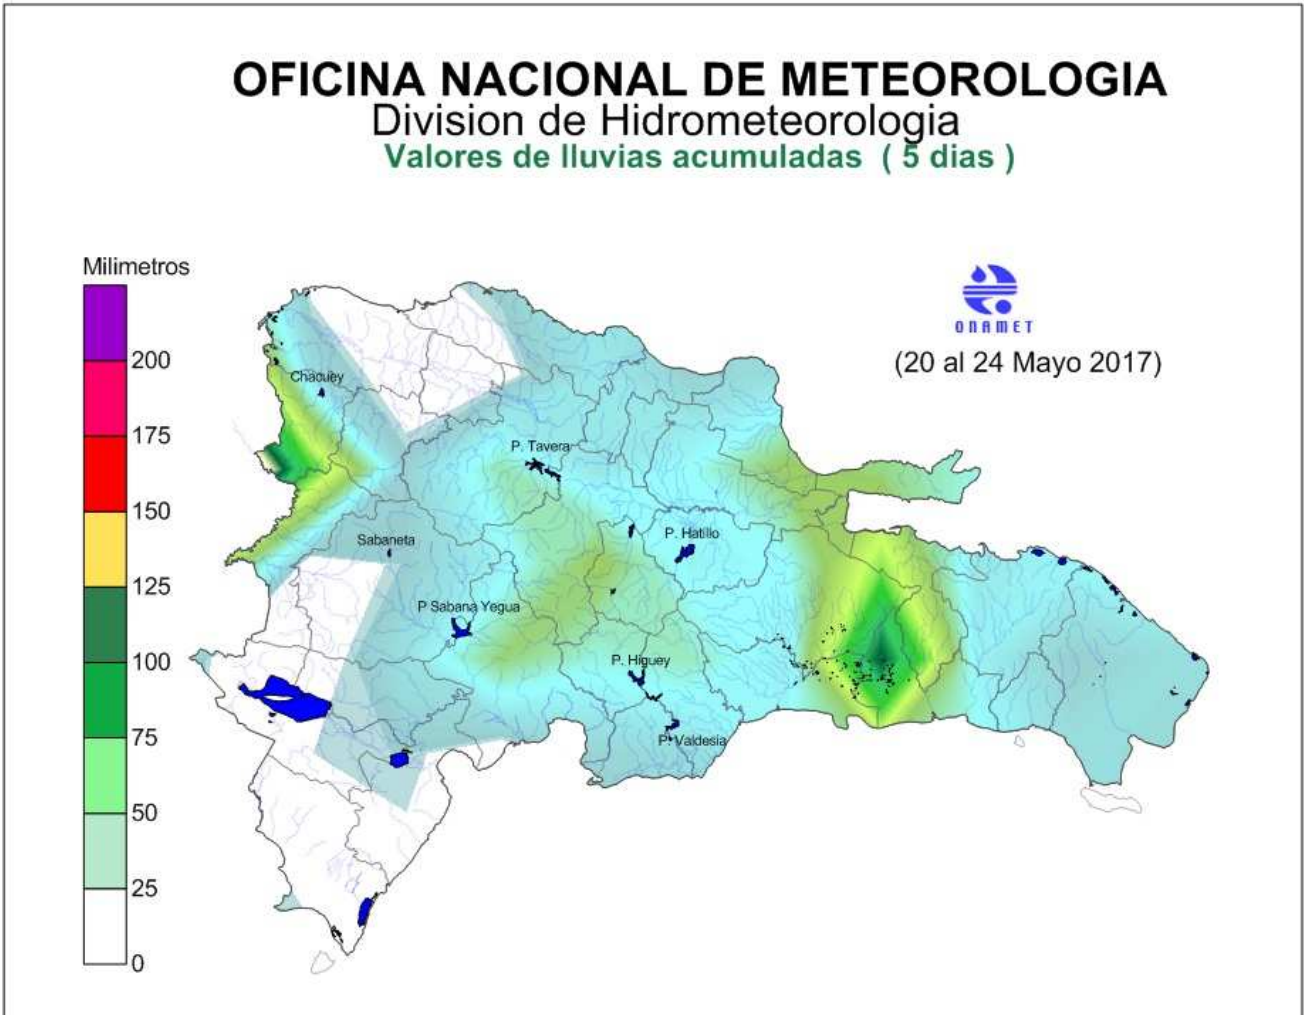 OFICINA NACIONAL DE METEOROLOGIA
Division de Hidrometeorologia
Valores de lluvias acumuladas ( 5 dias )
Milimetros
200
175
150
125
100
75
50
25
0
ONAMET
(20 al 24 Mayo 2017)
Chacuey
P. Tavera
Sabaneta
P. Hatillo
P Sabana Yegua
P. Higuey
P. Valdesia